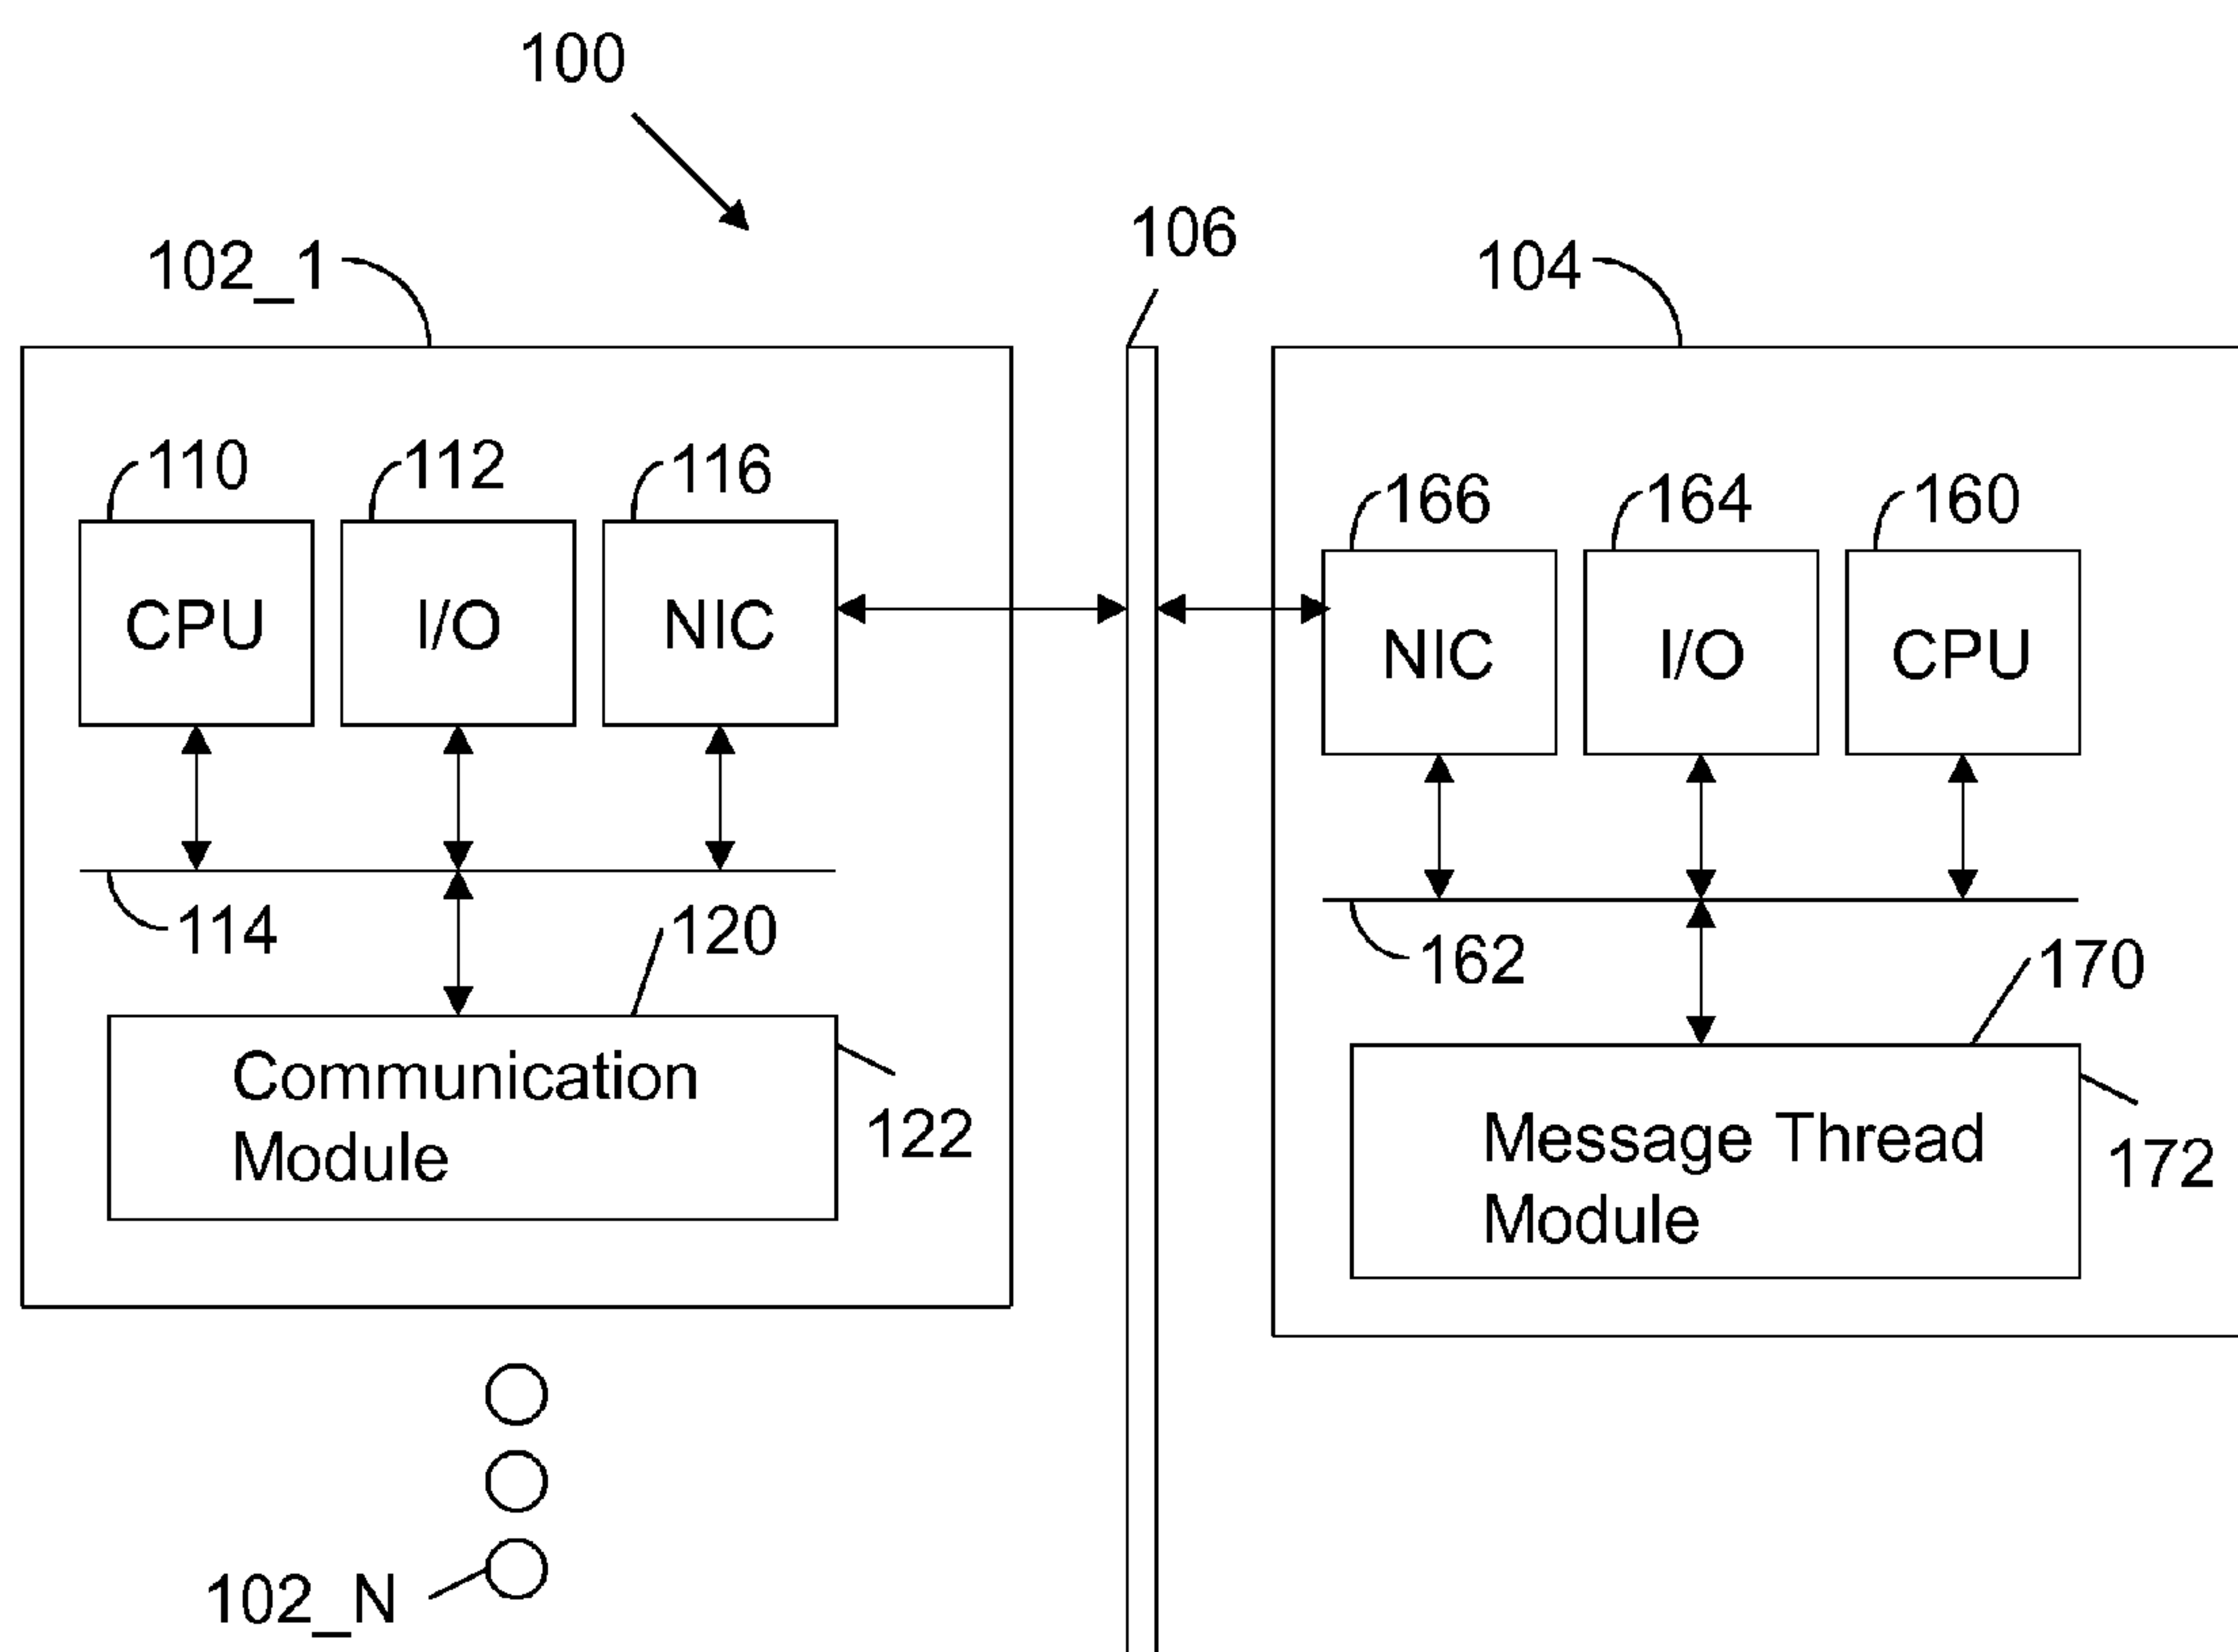 100
102_1
106
104
110
112
116
166
164
160
CPU
I/O
NIC
NIC
I/O
CPU
114
120
162
170
Communication
Module
122
Message Thread
Module
172
102_N